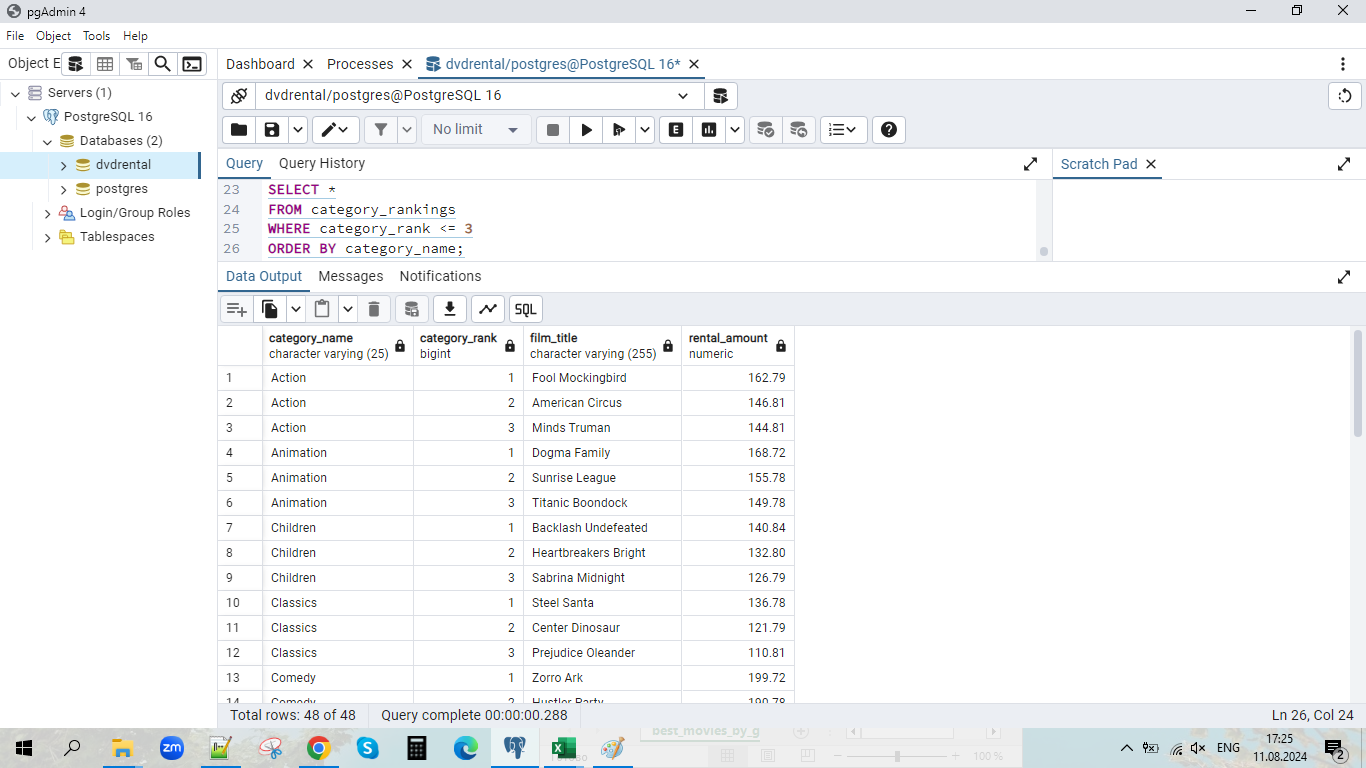 pgAdmin 4
File Object Tools Help
Object E
Dashboard Processes dvdrental/postgres@PostgreSQL 16*
Servers (1)
PostgreSQL 16
Databases (2)
dvdrental
postgres
Login/Group Roles
Tablespaces
dvdrental/postgres@PostgreSQL 16
No limit
E
Query Query History
Scratch Pad
23 SELECT *
24 FROM category_rankings
25 WHERE category_rank <= 3
26 ORDER BY category_name;
Data Output Messages Notifications
SQL
category_name category_rank film_title rental_amount
character varying (25) bigint character varying (255) numeric
1 Action 1 Fool Mockingbird 162.79
2 Action 2 American Circus 146.81
3 Action 3 Minds Truman 144.81
4 Animation 1 Dogma Family 168.72
5 Animation 2 Sunrise League 155.78
6 Animation 3 Titanic Boondock 149.78
7 Children 1 Backlash Undefeated 140.84
8 Children 2 Heartbreakers Bright 132.80
9 Children 3 Sabrina Midnight 126.79
10 Classics 1 Steel Santa 136.78
11 Classics 2 Center Dinosaur 121.79
12 Classics 3 Prejudice Oleander 110.81
13 Comedy 1 Zorro Ark 199.72
14 Comedy 2 Hustler Party 190.78
Total rows: 48 of 48 Query complete 00:00:00.288 Ln 26, Col 24
best_movies_by_g
100 %
zm
ENG
17:25
11.08.2024
2